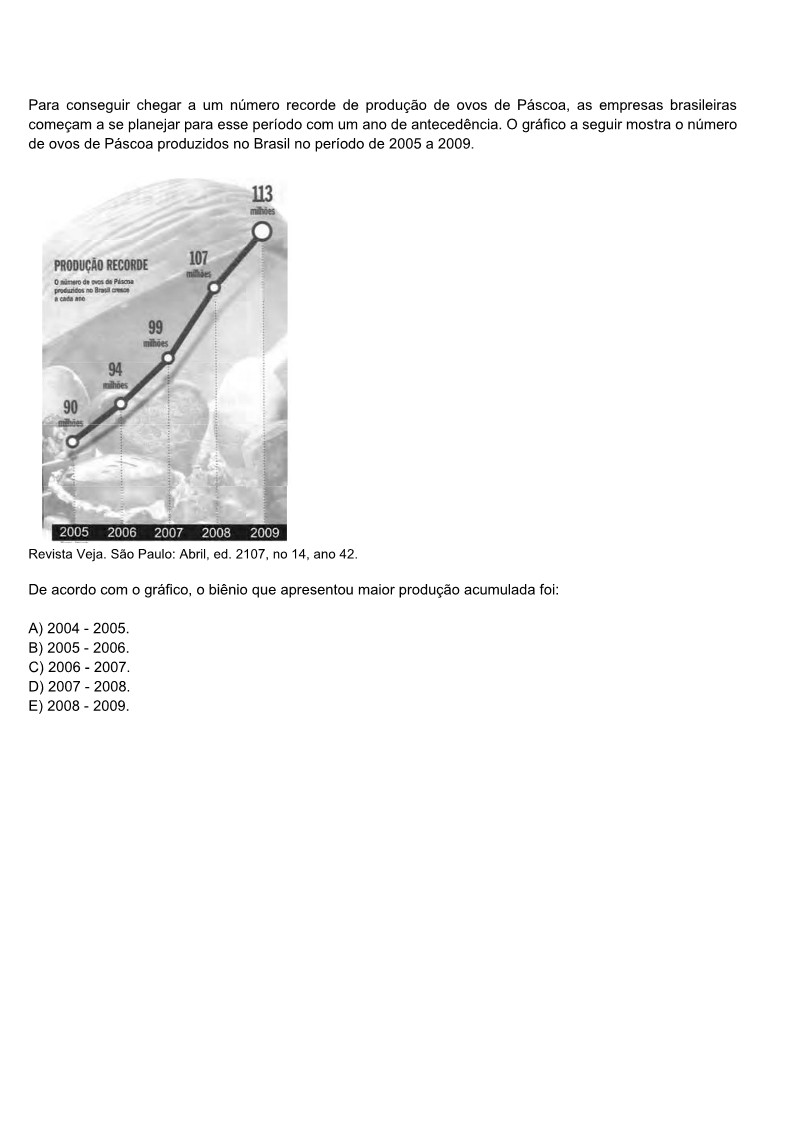 Para conseguir chegar a um número recorde de produção de ovos de Páscoa, as empresas brasileiras
começam a se planejar para esse período com um ano de antecedência. O gráfico a seguir mostra o número
de ovos de Páscoa produzidos no Brasil no período de 2005 a 2009.
113
milhões
PRODUÇÃO RECORDE
O número de ovos de Páscoa
produzidos no Brasil cresce
a cada ano
107
milhões
99
milhões
94
milhões
90
milhões
2005 2006 2007 2008 2009
Revista Veja. São Paulo: Abril, ed. 2107, no 14, ano 42.
De acordo com o gráfico, o biênio que apresentou maior produção acumulada foi:
A) 2004 - 2005.
B) 2005 - 2006.
C) 2006 - 2007.
D) 2007 - 2008.
E) 2008 - 2009.